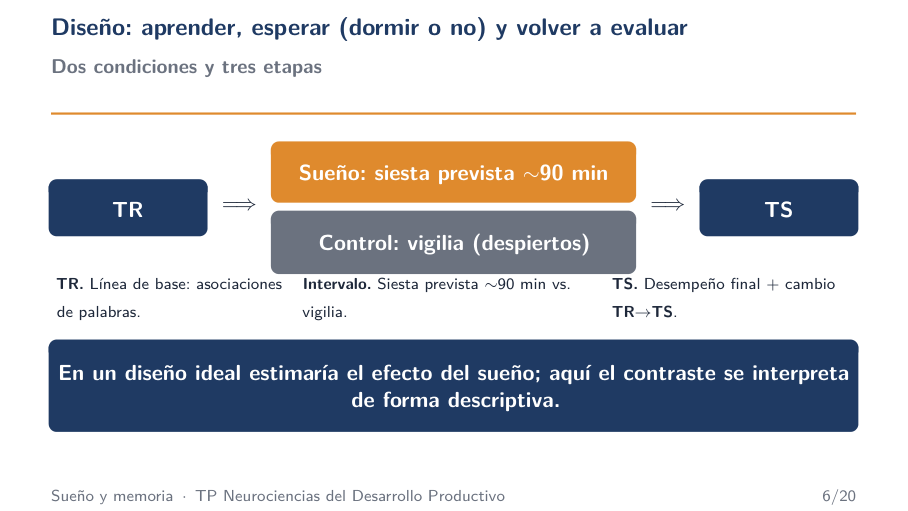 Diseño: aprender, esperar (dormir o no) y volver a evaluar
Dos condiciones y tres etapas
TR
⟹
Sueño: siesta prevista ∼90 min
Control: vigilia (despiertos)
⟹
TS
TR. Línea de base: asociaciones
de palabras.
Intervalo. Siesta prevista ∼90 min vs.
vigilia.
TS. Desempeño final + cambio
TR→TS.
En un diseño ideal estimaría el efecto del sueño; aquí el contraste se interpreta
de forma descriptiva.
Sueño y memoria · TP Neurociencias del Desarrollo Productivo
6/20